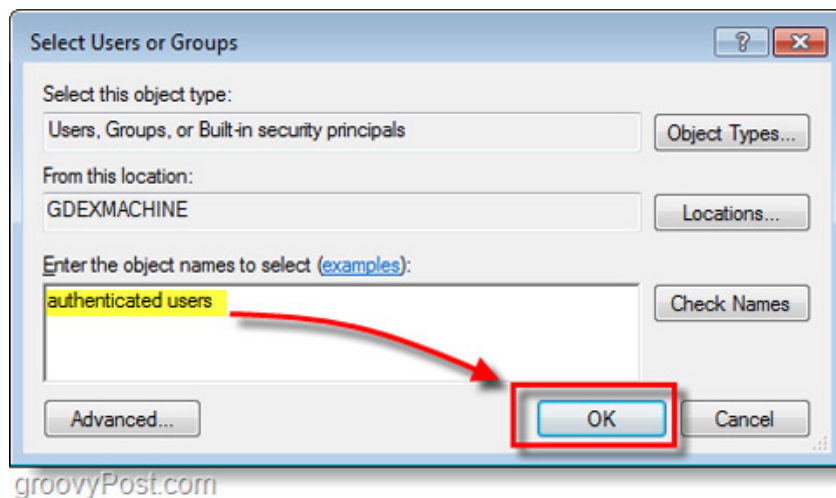 Select Users or Groups
Select this object type:
Users, Groups, or Built-in security principals
Object Types...
From this location:
GDEXMACHINE
Locations...
Enter the object names to select (examples):
authenticated users
Check Names
Advanced...
OK
Cancel
groovyPost.com